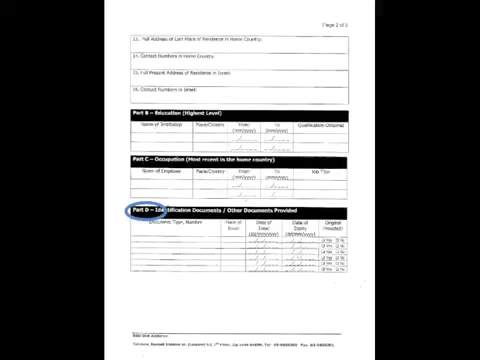 Page 2 of 5
13. Full Address of Last Place of Residence in Home Country:
14. Contact Numbers in Home Country:
15. Full Present Address of Residence in Israel:
16. Contact Numbers in Israel:
Part B – Education (Highest Level)
Name of Institution Place/Country From (mm/yyyy) To (mm/yyyy) Qualification Obtained
Part C – Occupation (Most recent in the home country)
Name of Employer Place/Country From (mm/yyyy) To (mm/yyyy) Job Title
Part D – Identification Documents / Other Documents Provided
Document Type, Number Place of Issue Date of Issue (dd/mm/yyyy) Date of Expiry (dd/mm/yyyy) Original Provided?
Yes No
Yes No
Yes No
Yes No
Yes No
Yes No
RSD Unit Address: